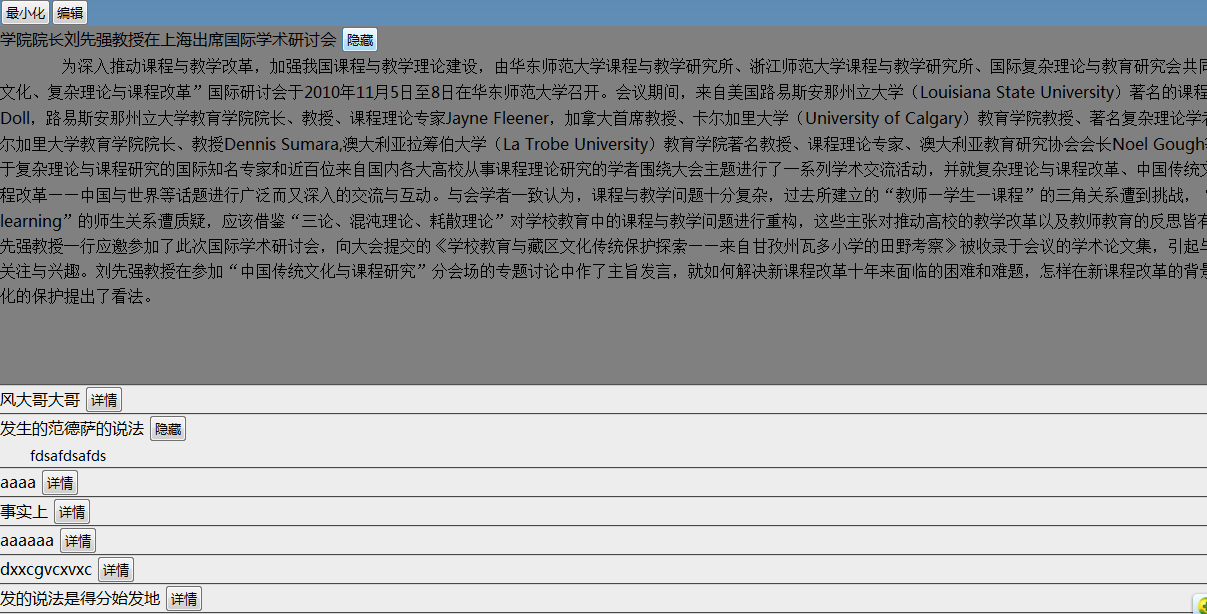 最小化 编辑
学院院长刘先强教授在上海出席国际学术研讨会 隐藏
为深入推动课程与教学改革，加强我国课程与教学理论建设，由华东师范大学课程与教学研究所、浙江师范大学课程与教学研究所、国际复杂理论与教育研究会共同
文化、复杂理论与课程改革”国际研讨会于2010年11月5日至8日在华东师范大学召开。会议期间，来自美国路易斯安那州立大学（Louisiana State University）著名的课程
Doll，路易斯安那州立大学教育学院院长、教授、课程理论专家Jayne Fleener，加拿大首席教授、卡尔加里大学（University of Calgary）教育学院教授、著名复杂理论学者
尔加里大学教育学院院长、教授Dennis Sumara,澳大利亚拉筹伯大学（La Trobe University）教育学院著名教授、课程理论专家、澳大利亚教育研究协会会长Noel Gough
于复杂理论与课程研究的国际知名专家和近百位来自国内各大高校从事课程理论研究的学者围绕大会主题进行了一系列学术交流活动，并就复杂理论与课程改革、中国传统文
程改革——中国与世界等话题进行广泛而又深入的交流与互动。与会学者一致认为，课程与教学问题十分复杂，过去所建立的“教师—学生—课程”的三角关系遭到挑战，“
learning”的师生关系遭质疑，应该借鉴“三论、混沌理论、耗散理论”对学校教育中的课程与教学问题进行重构，这些主张对推动高校的教学改革以及教师教育的反思皆有
先强教授一行应邀参加了此次国际学术研讨会，向大会提交的《学校教育与藏区文化传统保护探索——来自甘孜州瓦多小学的田野考察》被收录于会议的学术论文集，引起与
关注与兴趣。刘先强教授在参加“中国传统文化与课程研究”分会场的专题讨论中作了主旨发言，就如何解决新课程改革十年来面临的困难和难题，怎样在新课程改革的背景
化的保护提出了看法。
风大哥大哥 详情
发生的范德萨的说法 隐藏
fdsafdsafds
aaaa 详情
事实上 详情
aaaaaa 详情
dxxcgvcxvxc 详情
发的说法是得分始发地 详情